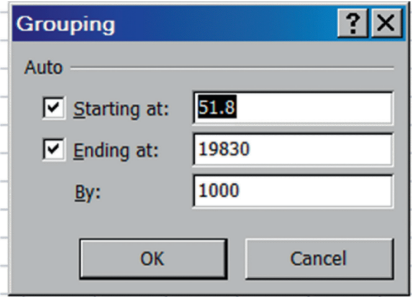 Grouping
Auto
Starting at: 51.8
Ending at: 19830
By: 1000
OK Cancel